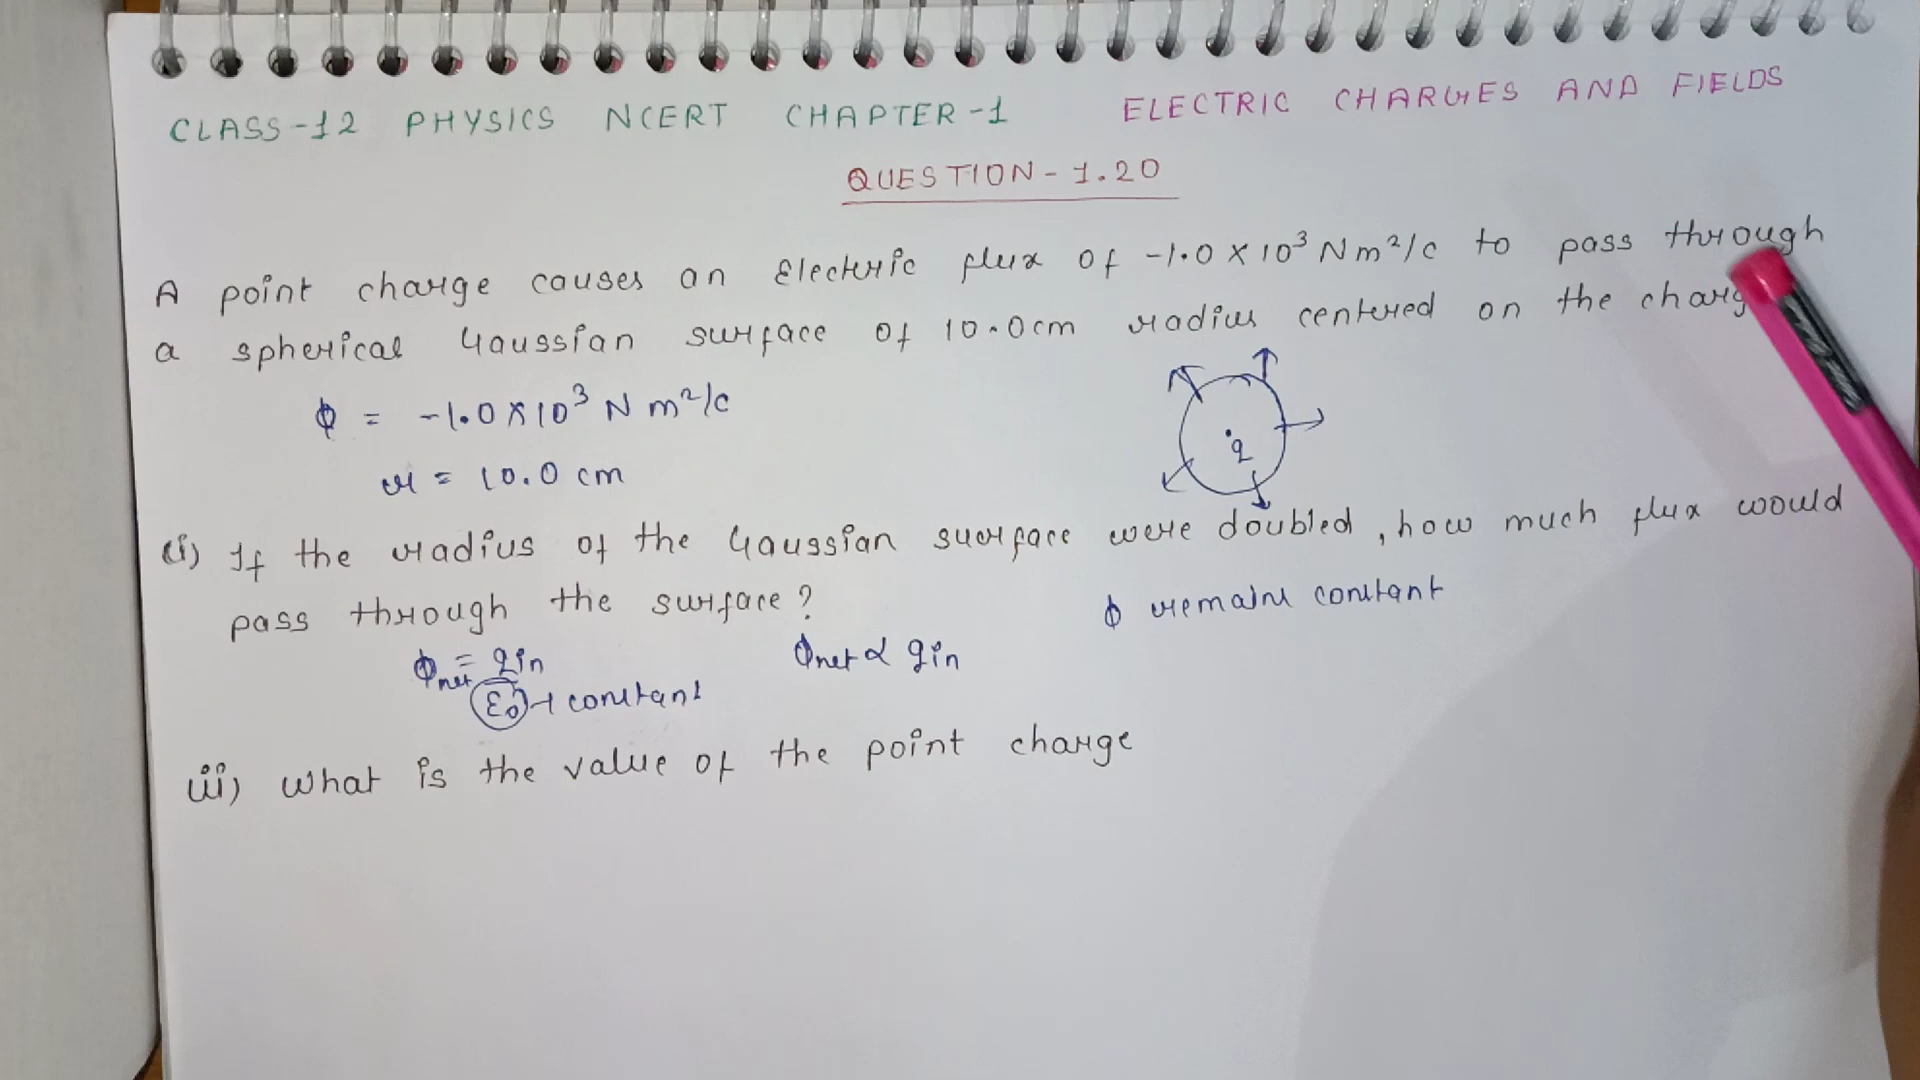 CLASS-12 PHYSICS NCERT CHAPTER-1 ELECTRIC CHARGES AND FIELDS
QUESTION-1.20
A point charge causes an Electric flux of -1.0 × 10³ Nm²/c to pass through
a spherical Gaussian surface of 10.0cm radius centered on the charg
ϕ = -1.0 × 10³ N m²/c
r = 10.0 cm
q
(i) If the radius of the Gaussian surface were doubled, how much flux would
pass through the surface?
ϕ remains constant
ϕnet = qin
ε0 → constant
ϕnet ∝ qin
ii) what is the value of the point charge